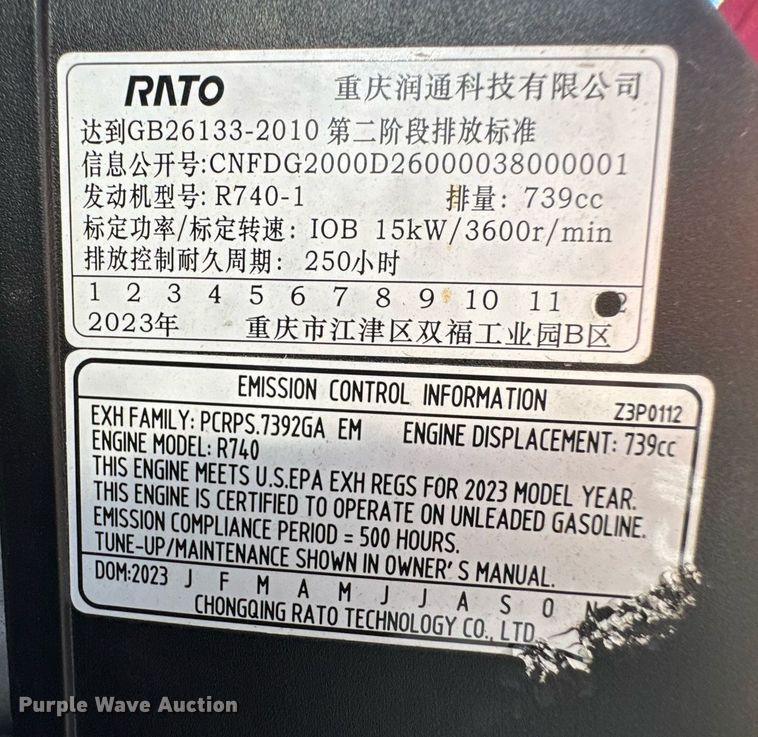 RATO 重庆润通科技有限公司
达到GB26133-2010 第二阶段排放标准
信息公开号:CNFDG2000D26000038000001
发动机型号: R740-1 排量: 739cc
标定功率/标定转速: IOB 15kW/3600r/min
排放控制耐久周期: 250小时
1 2 3 4 5 6 7 8 9 10 11
2023年 重庆市江津区双福工业园B区
EMISSION CONTROL INFORMATION Z3P0112
EXH FAMILY: PCRPS.7392GA EM ENGINE DISPLACEMENT: 739cc
ENGINE MODEL: R740
THIS ENGINE MEETS U.S.EPA EXH REGS FOR 2023 MODEL YEAR.
THIS ENGINE IS CERTIFIED TO OPERATE ON UNLEADED GASOLINE.
EMISSION COMPLIANCE PERIOD = 500 HOURS.
TUNE-UP/MAINTENANCE SHOWN IN OWNER'S MANUAL.
DOM:2023 J F M A M J J A S O N
CHONGQING RATO TECHNOLOGY CO., LTD
Purple Wave Auction